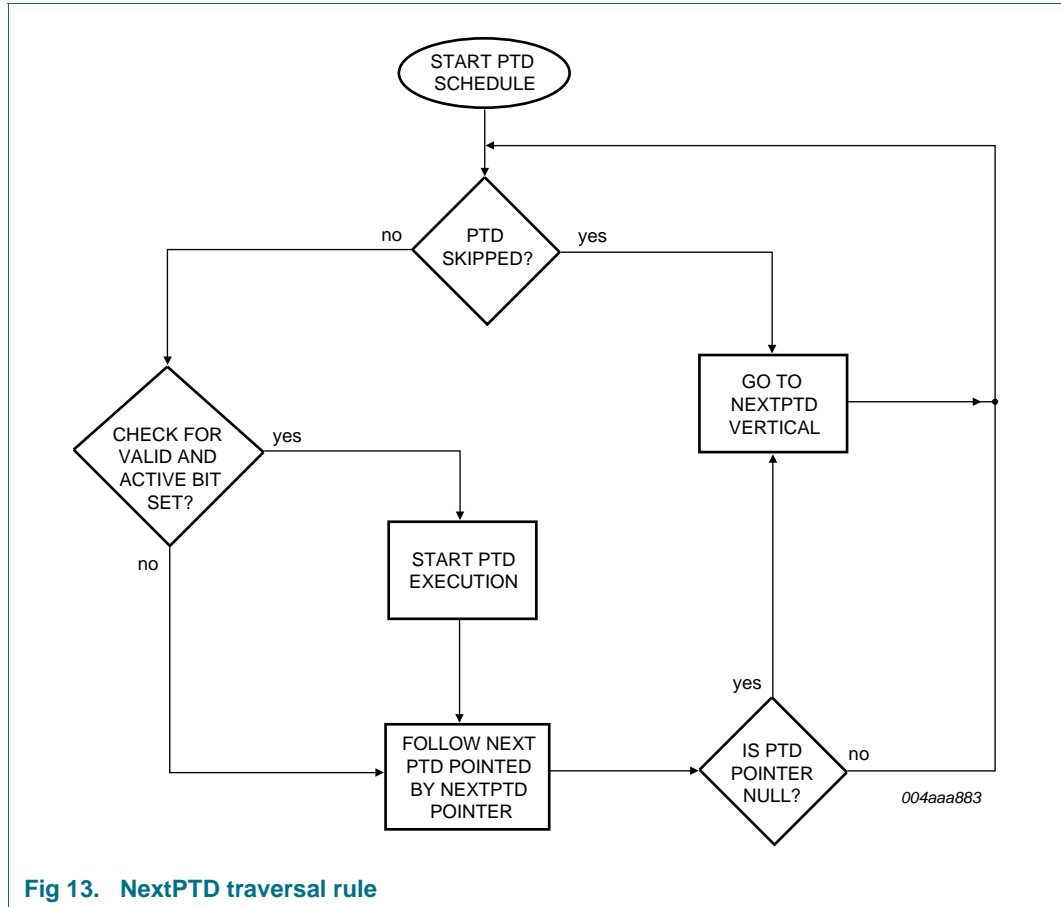 START PTD
SCHEDULE
PTD
SKIPPED?
no
yes
GO TO
NEXTPTD
VERTICAL
CHECK FOR
VALID AND
ACTIVE BIT
SET?
yes
no
START PTD
EXECUTION
FOLLOW NEXT
PTD POINTED
BY NEXTPTD
POINTER
yes
IS PTD
POINTER
NULL?
no
004aaa883
Fig 13. NextPTD traversal rule